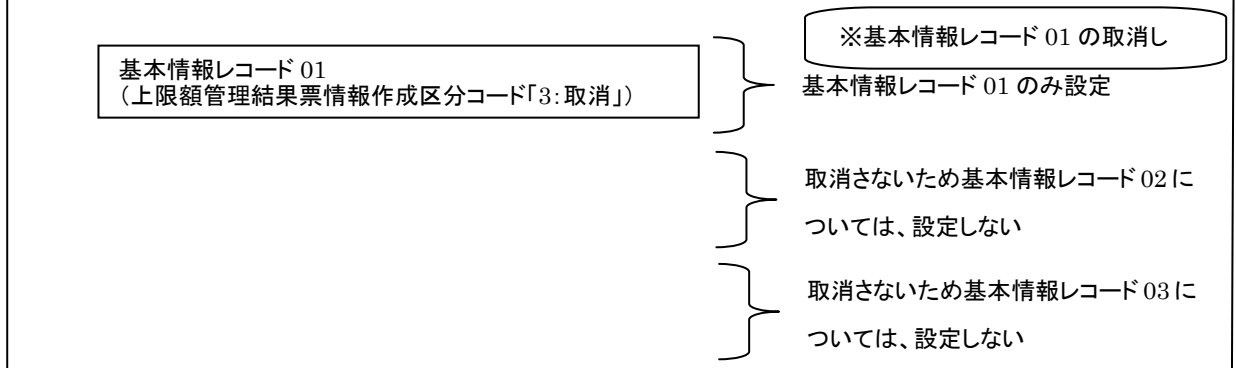 ※基本情報レコード 01 の取消し
基本情報レコード 01
（上限額管理結果票情報作成区分コード「3：取消」）
基本情報レコード 01 のみ設定
取消さないため基本情報レコード 02 に
ついては、設定しない
取消さないため基本情報レコード 03 に
ついては、設定しない